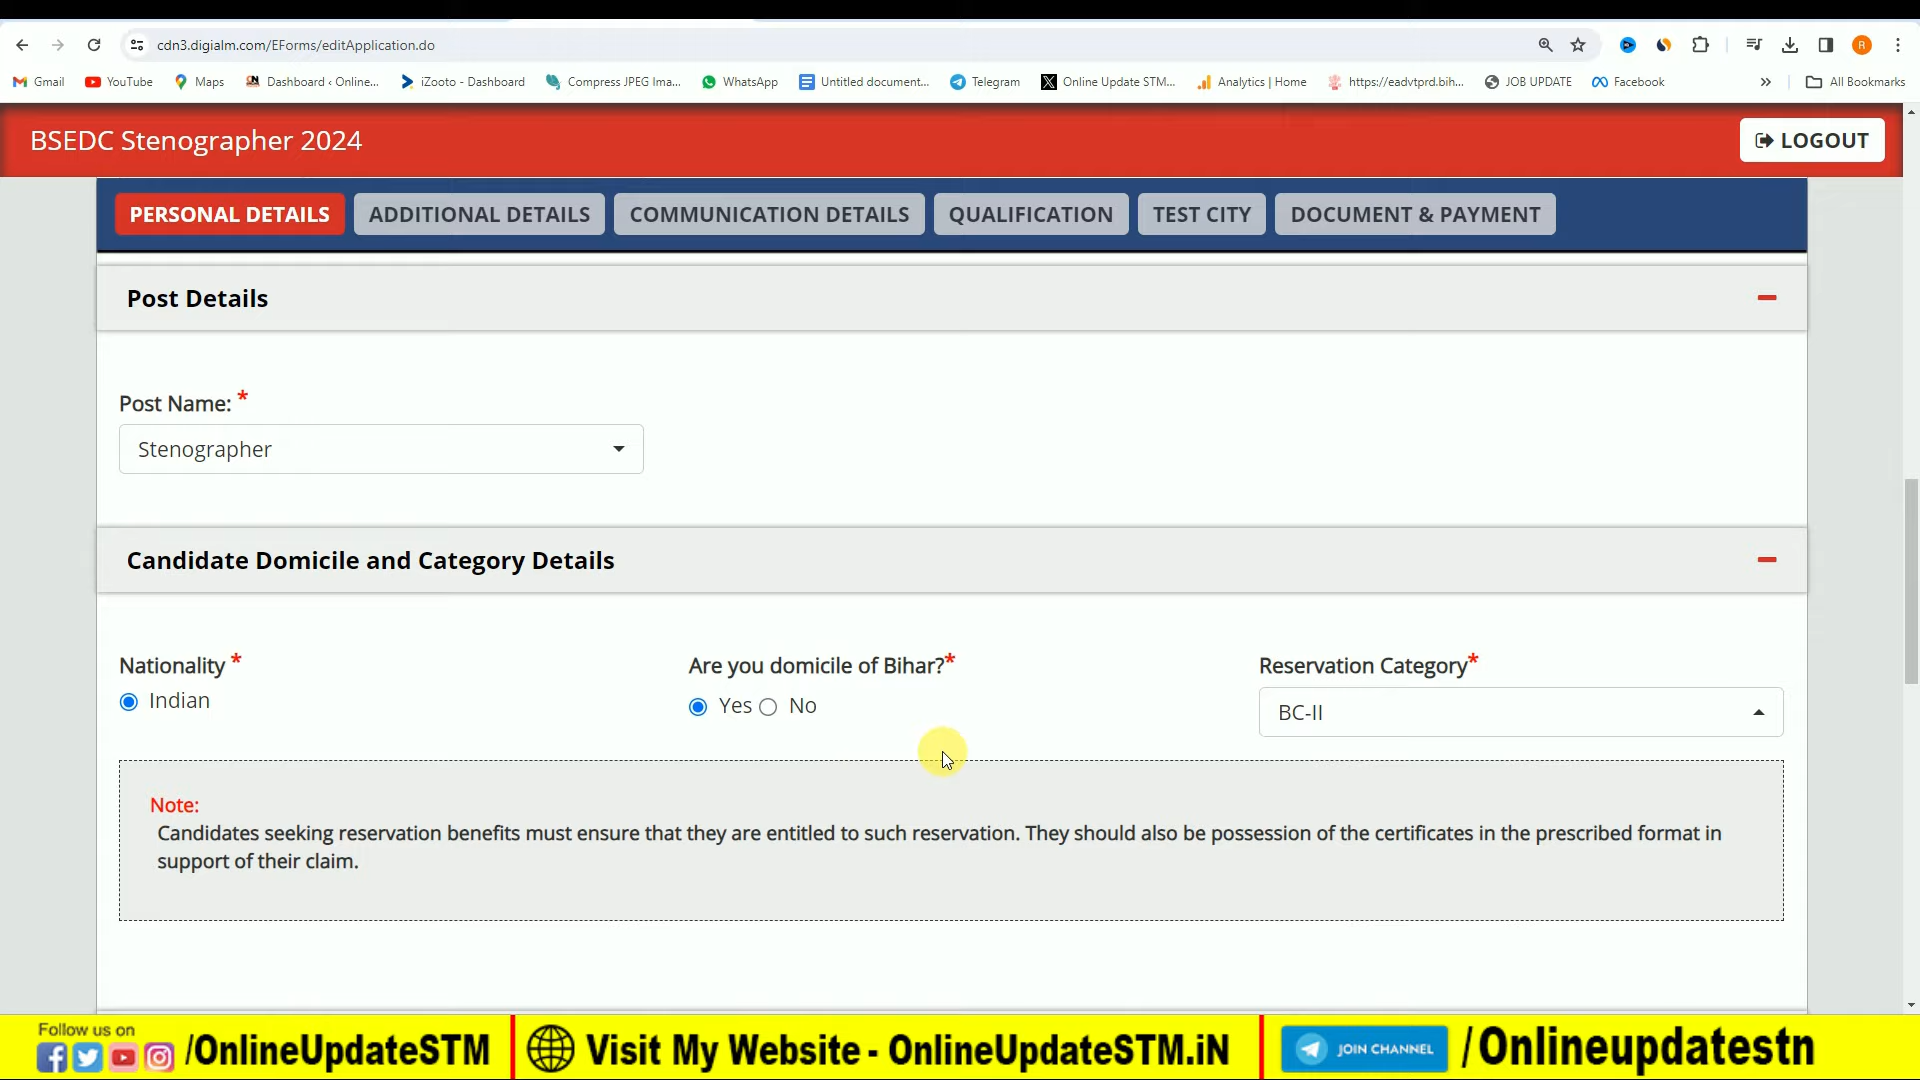 cdn3.digialm.com/EForms/editApplication.do
R
Gmail YouTube Maps Dashboard ‹ Online... iZooto - Dashboard Compress JPEG Ima... WhatsApp Untitled document... Telegram Online Update STM... Analytics | Home https://eadvtprd.bih... JOB UPDATE Facebook » All Bookmarks
BSEDC Stenographer 2024
LOGOUT
PERSONAL DETAILS ADDITIONAL DETAILS COMMUNICATION DETAILS QUALIFICATION TEST CITY DOCUMENT & PAYMENT
Post Details
Post Name: *
Stenographer
Candidate Domicile and Category Details
Nationality * Are you domicile of Bihar?* Reservation Category*
Indian Yes No BC-II
Note:
Candidates seeking reservation benefits must ensure that they are entitled to such reservation. They should also be possession of the certificates in the prescribed format in
support of their claim.
Follow us on
/OnlineUpdateSTM Visit My Website - OnlineUpdateSTM.iN JOIN CHANNEL /Onlineupdatestn